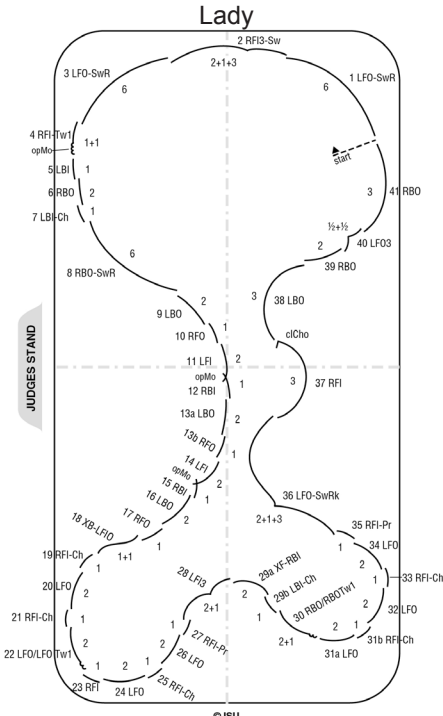 Lady
2 RFI3-Sw
2+1+3
3 LFO-SwR
6
1 LFO-SwR
6
4 RFI-Tw1
1+1
opMo
start
5 LBI
1
6 RBO
2
3
41 RBO
7 LBI-Ch
1
½+½
2
40 LFO3
39 RBO
6
8 RBO-SwR
3
38 LBO
2
9 LBO
1
10 RFO
clCho
JUDGES STAND
11 LFI
2
opMo
1
12 RBI
3
37 RFI
13a LBO
2
13b RFO
1
14 LFI
2
opMo
15 RBI
1
16 LBO
2
36 LFO-SwRk
17 RFO
1
2+1+3
18 XB-LFIO
1+1
35 RFI-Pr
1
34 LFO
19 RFI-Ch
1
28 LFI3
29a XF-RBI
2
29b LBI-Ch
2
33 RFI-Ch
1
20 LFO
2
2+1
1
30 RBO/RBOTw1
32 LFO
2
21 RFI-Ch
1
27 RFI-Pr
1
2+1
31b RFI-Ch
1
2
22 LFO/LFO Tw1
2
26 LFO
2
31a LFO
1
2
1
23 RFI
24 LFO
25 RFI-Ch
© ISU